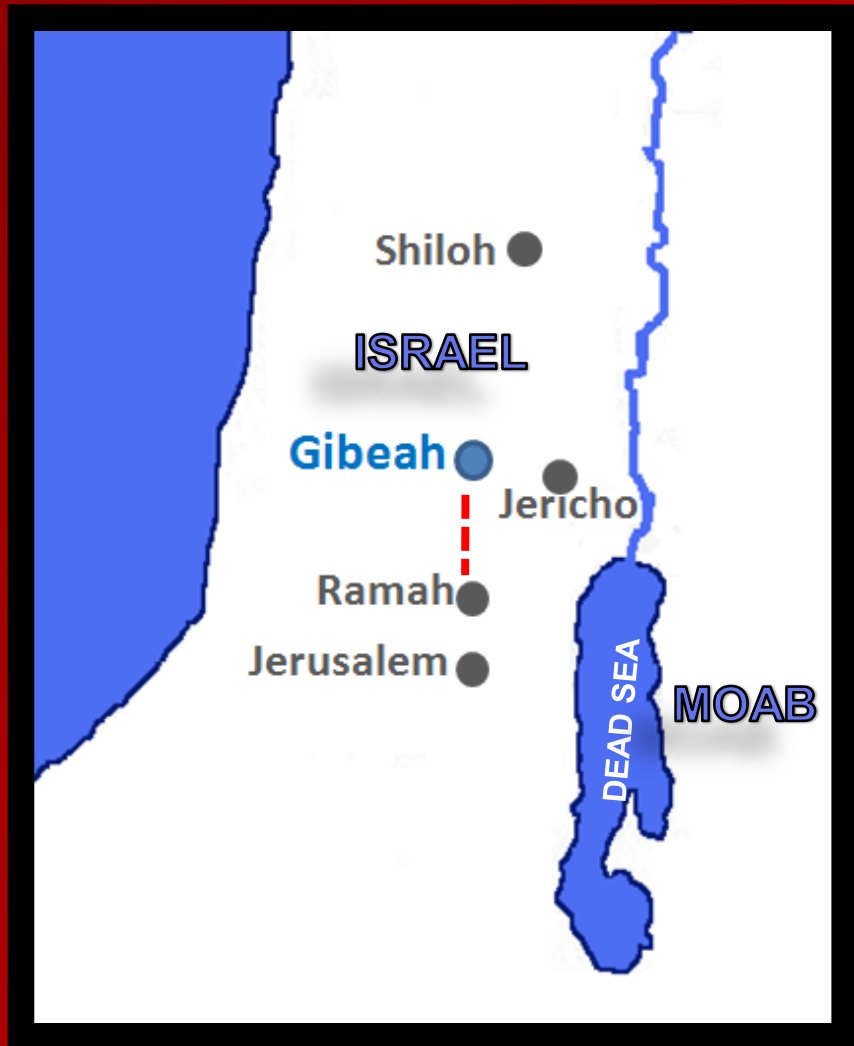 Shiloh
ISRAEL
Gibeah
Jericho
Ramah
Jerusalem
DEAD SEA
MOAB